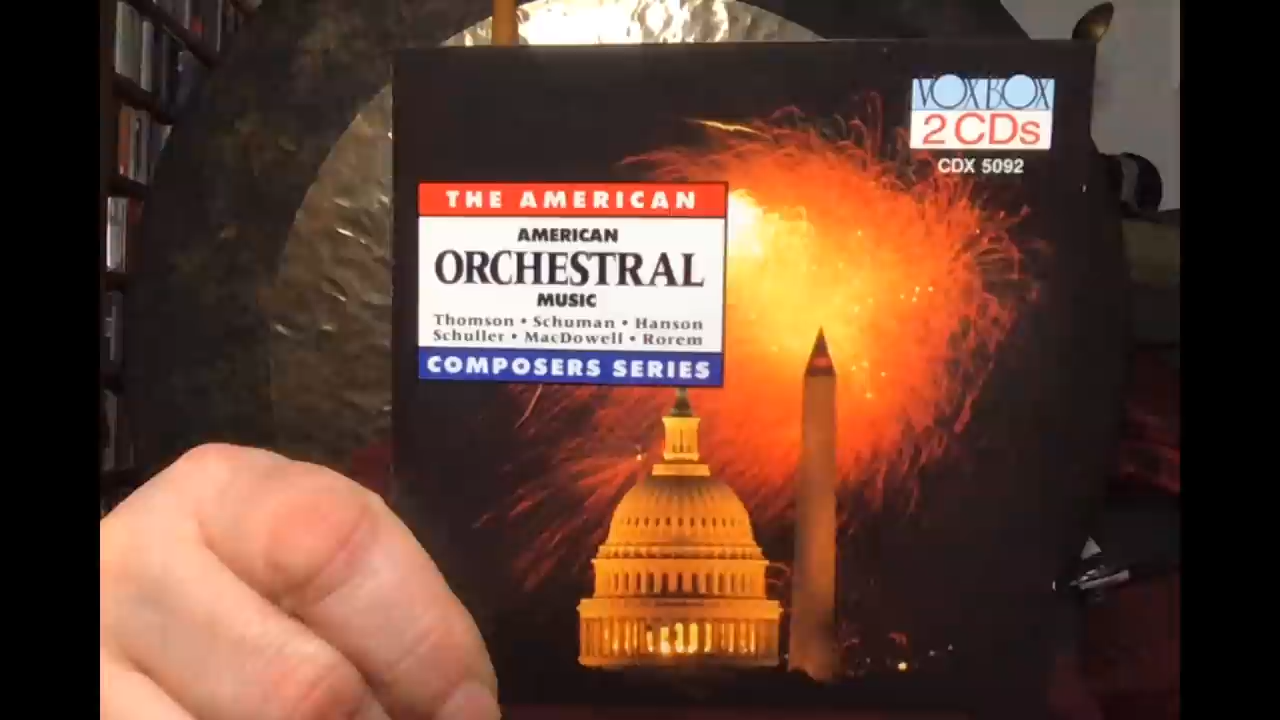 VOXBOX
2 CDs
CDX 5092
THE AMERICAN
AMERICAN
ORCHESTRAL
MUSIC
Thomson • Schuman • Hanson
Schuller • MacDowell • Rorem
COMPOSERS SERIES